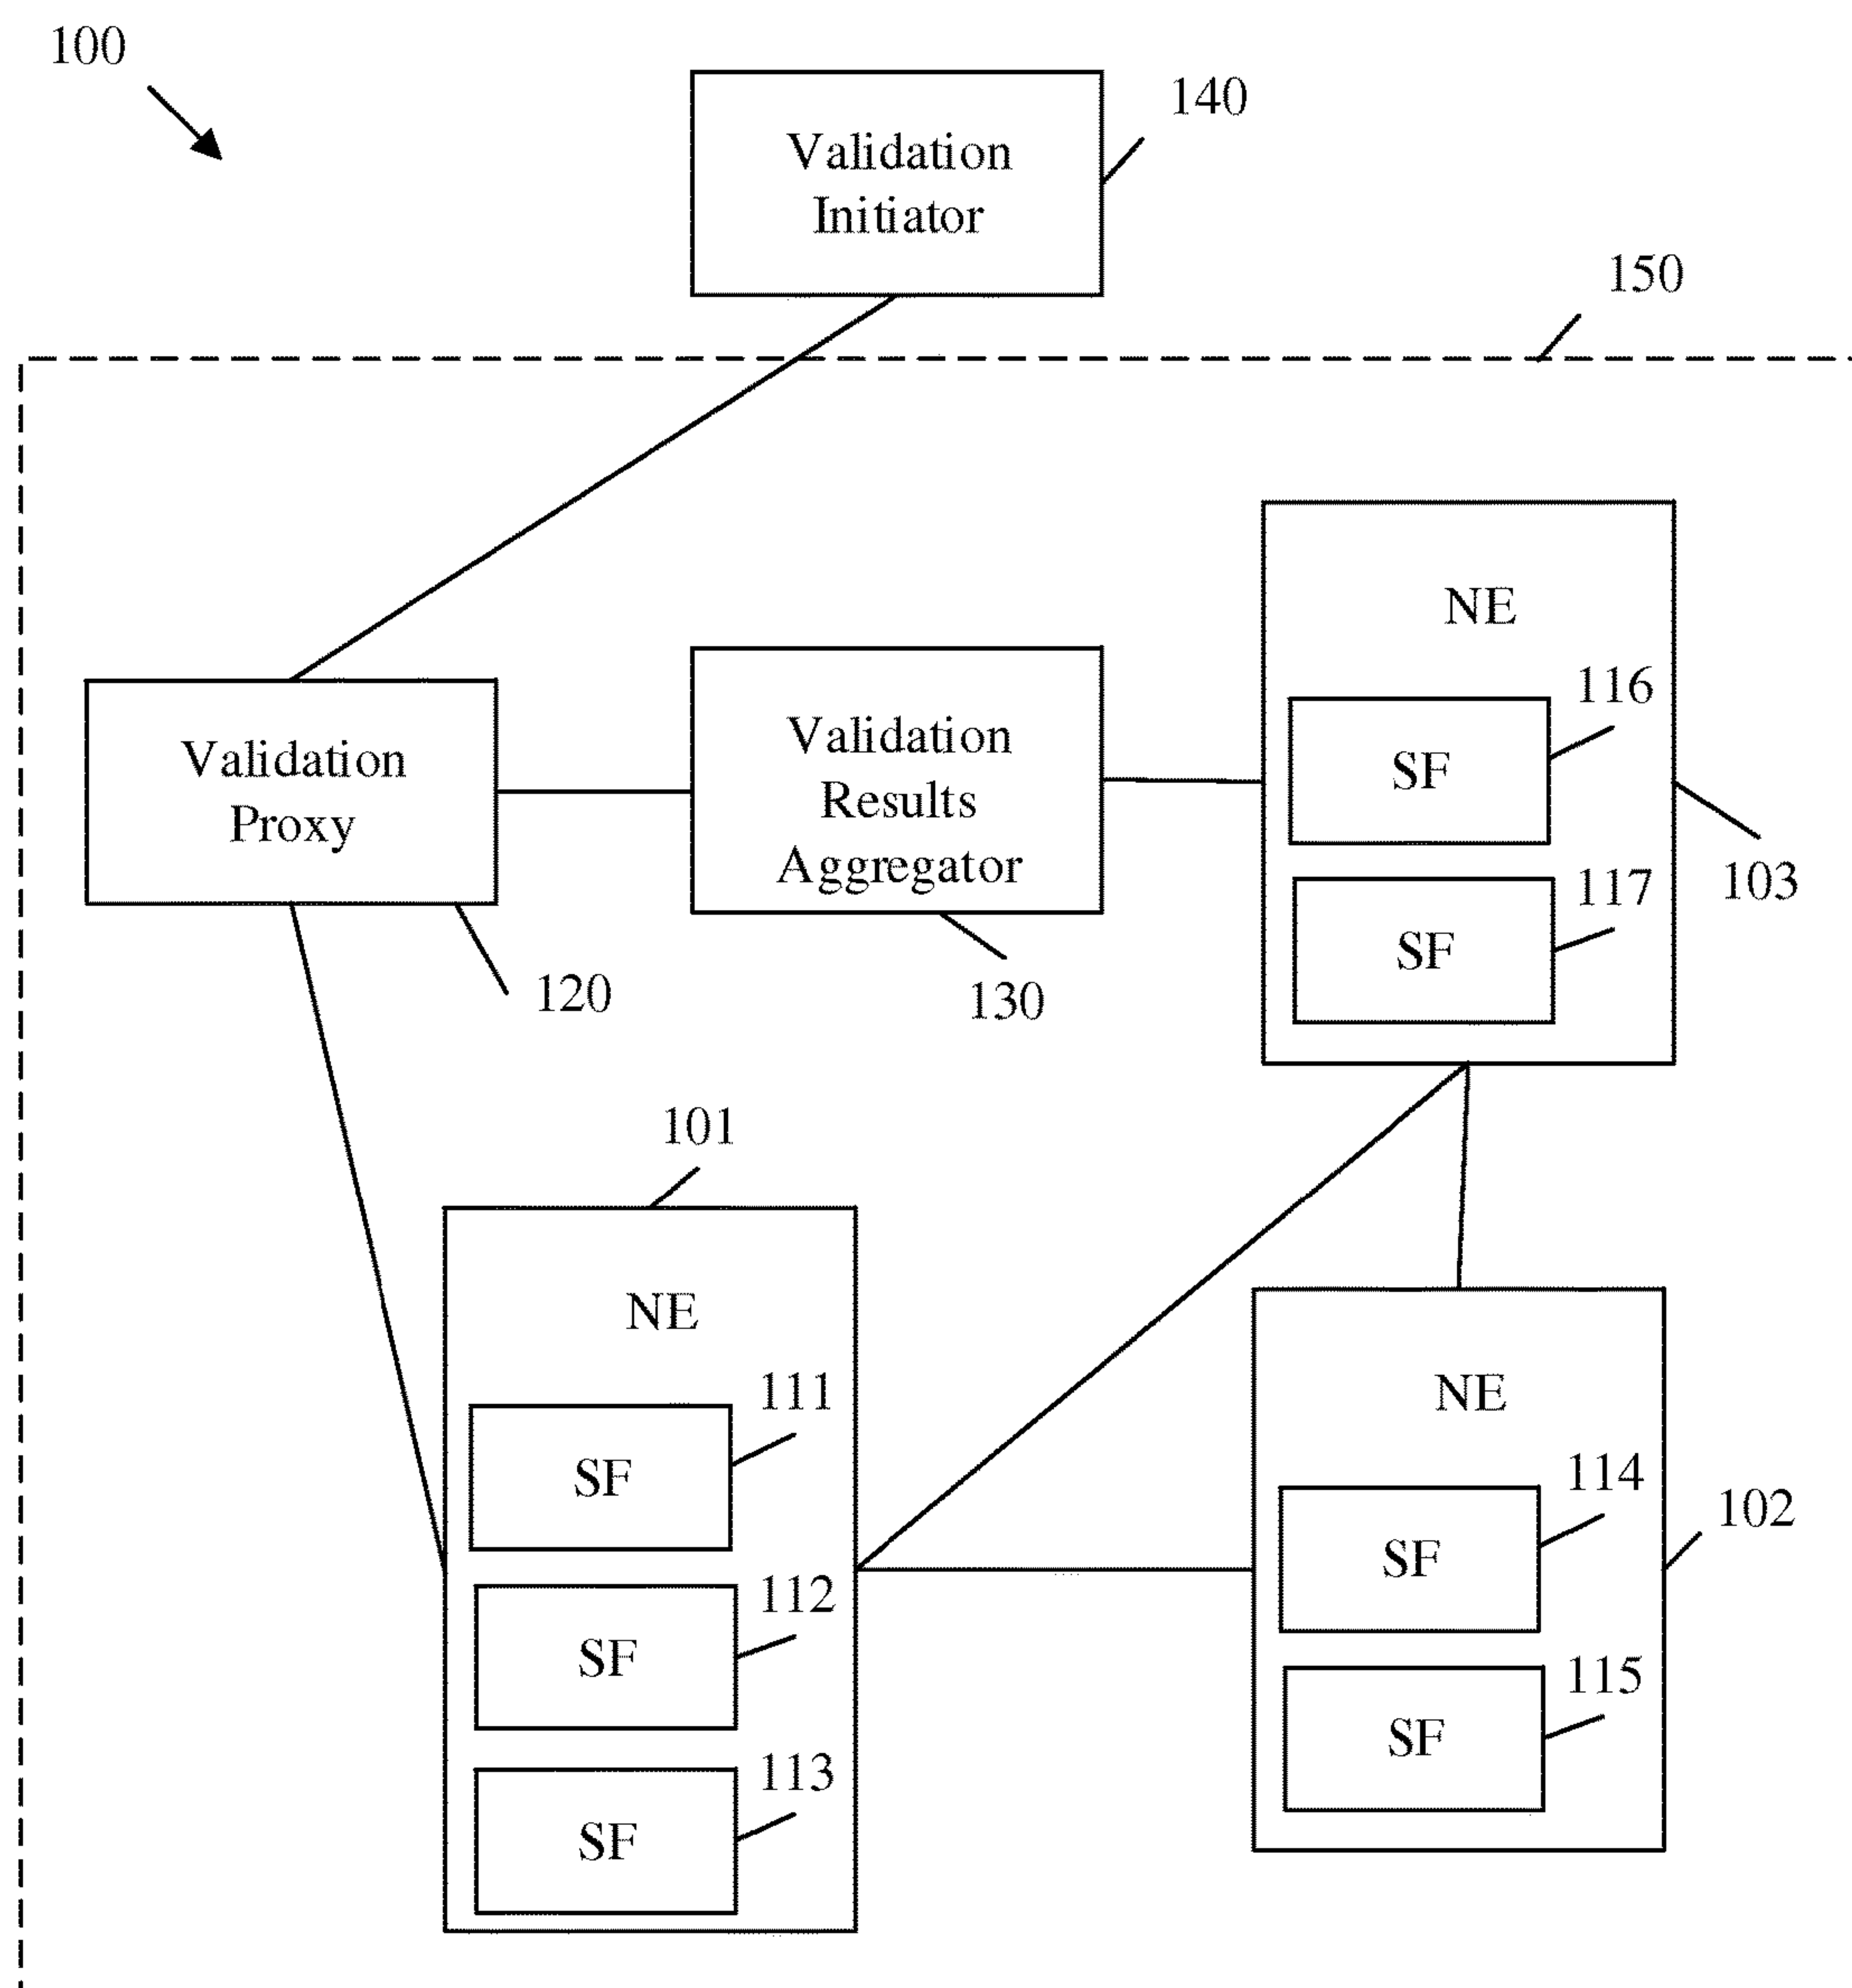 100
140
Validation
Initiator
150
NE
116
SF
117
SF
103
Validation
Proxy
120
Validation
Results
Aggregator
130
101
NE
111
SF
112
SF
113
SF
NE
114
SF
102
115
SF